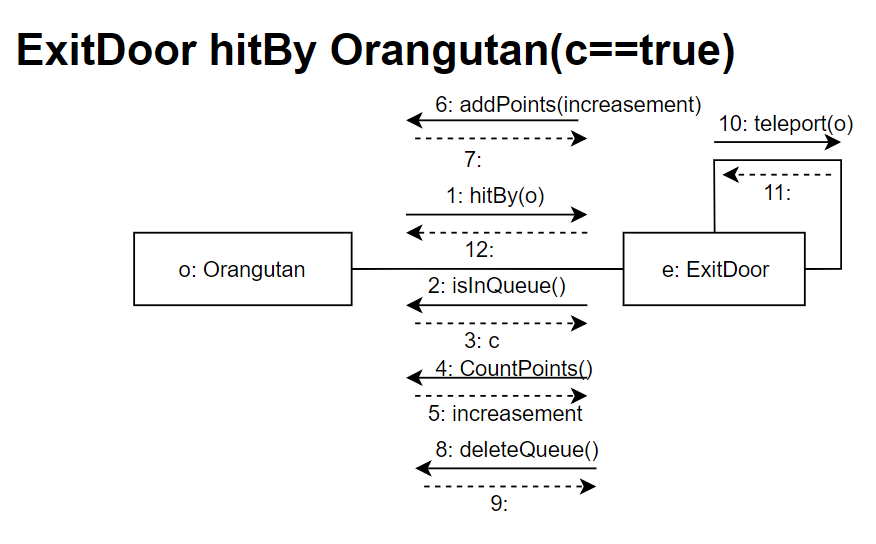 ExitDoor hitBy Orangutan(c==true)
6: addPoints(increasement)
10: teleport(o)
7:
11:
1: hitBy(o)
12:
o: Orangutan
e: ExitDoor
2: isInQueue()
3: c
4: CountPoints()
5: increasement
8: deleteQueue()
9: